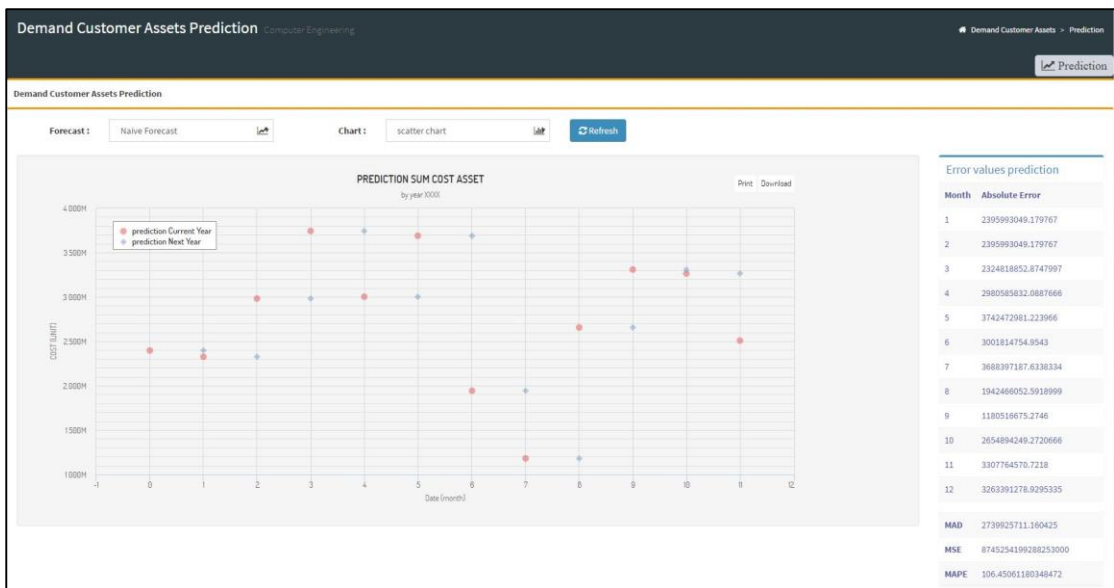 Demand Customer Assets Prediction Computer Engineering
Demand Customer Assets > Prediction
Prediction
Demand Customer Assets Prediction
Forecast : Naive Forecast Chart : scatter chart Refresh
PREDICTION SUM COST ASSET
by year XXXX
Print Download
prediction Current Year
prediction Next Year
COST (UNIT)
4 000M
3 500M
3 000M
2 500M
2 000M
1 500M
1 000M
-1 0 1 2 3 4 5 6 7 8 9 10 11 12
Date (month)
Error values prediction
Month Absolute Error
1 2395993049.179767
2 2395993049.179767
3 2324818852.8747997
4 2980585832.0887666
5 3742472981.223966
6 3001814754.9543
7 3688397187.6338334
8 1942466052.5918999
9 1180516675.2746
10 2654894249.2720666
11 3307764570.7218
12 3263391278.9295335
MAD 2739925711.160425
MSE 8745254199288253000
MAPE 106.45061180348472